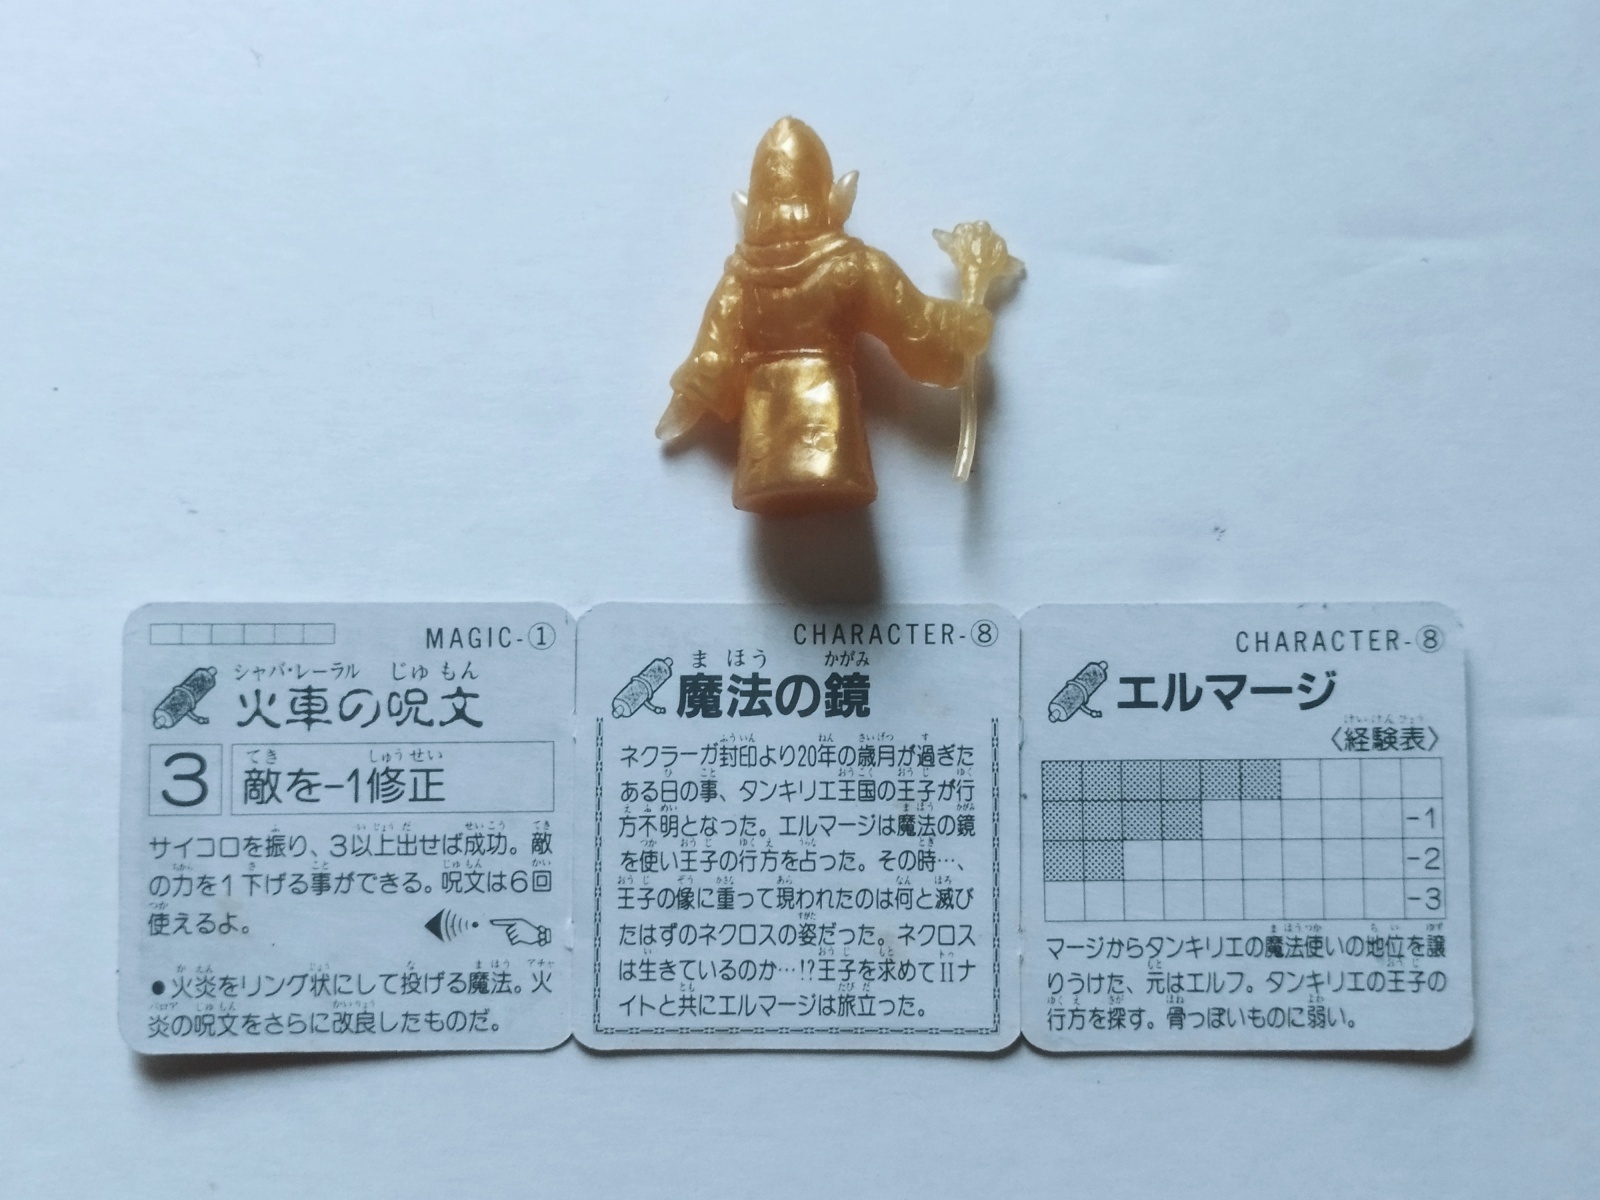 MAGIC-①
シャバ・レーラル じゅもん
火車の呪文
3
てき しゅうせい
敵を-1修正
サイコロを振り、3以上出せば成功。敵
の力を1下げる事ができる。呪文は6回
使えるよ。
●火炎をリング状にして投げる魔法。火
炎の呪文をさらに改良したものだ。
CHARACTER-⑧
まほう かがみ
魔法の鏡
ネクラーガ封印より20年の歳月が過ぎた
ある日の事、タンキリエ王国の王子が行
方不明となった。エルマージは魔法の鏡
を使い王子の行方を占った。その時…、
王子の像に重って現われたのは何と滅び
たはずのネクロスの姿だった。ネクロス
は生きているのか…!?王子を求めてⅡナ
イトと共にエルマージは旅立った。
CHARACTER-⑧
エルマージ
けいけんひょう
〈経験表〉
-1
-2
-3
マージからタンキリエの魔法使いの地位を譲
りうけた、元はエルフ。タンキリエの王子の
行方を探す。骨っぽいものに弱い。